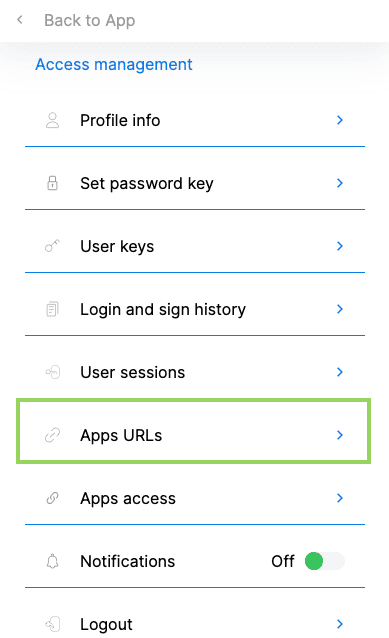 Back to App
Access management
Profile info
Set password key
User keys
Login and sign history
User sessions
Apps URLs
Apps access
Notifications Off
Logout